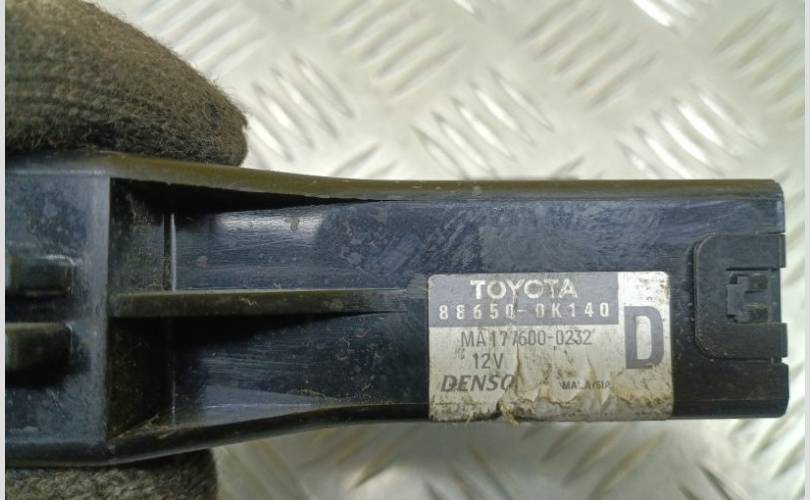 TOYOTA
88650-0K140
MA177600-0232
12V
D
DENSO
MALAYSIA